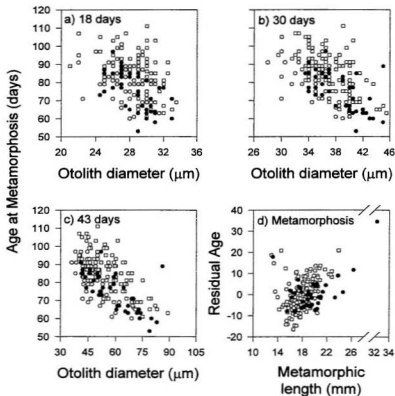 a) 18 days
b) 30 days
Age at Metamorphosis (days)
120
110
100
90
80
70
60
50
20 24 28 32 36
26 30 34 38 42 46
Otolith diameter (μm)
Otolith diameter (μm)
c) 43 days
d) Metamorphosis
120
110
100
90
80
70
60
50
30 45 60 75 90 105
Otolith diameter (μm)
Residual Age
40
30
20
10
0
-10
-20
10 14 18 22 26 32 34
Metamorphic
length (mm)